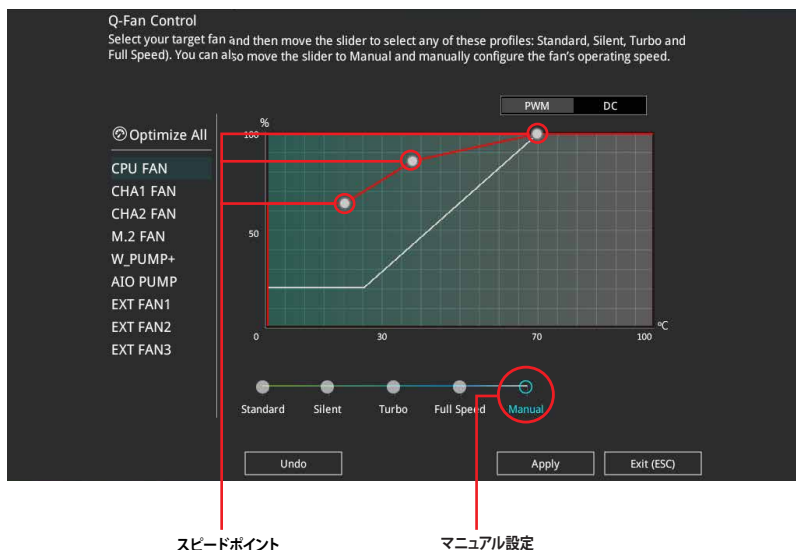 Q-Fan Control
Select your target fan and then move the slider to select any of these profiles: Standard, Silent, Turbo and
Full Speed). You can also move the slider to Manual and manually configure the fan's operating speed.
PWM DC
Optimize All
CPU FAN
CHA1 FAN
CHA2 FAN
M.2 FAN
W_PUMP+
AIO PUMP
EXT FAN1
EXT FAN2
EXT FAN3
%
100
50
0 30 70 100 ºC
Standard Silent Turbo Full Speed Manual
Undo Apply Exit (ESC)
スピードポイント マニュアル設定